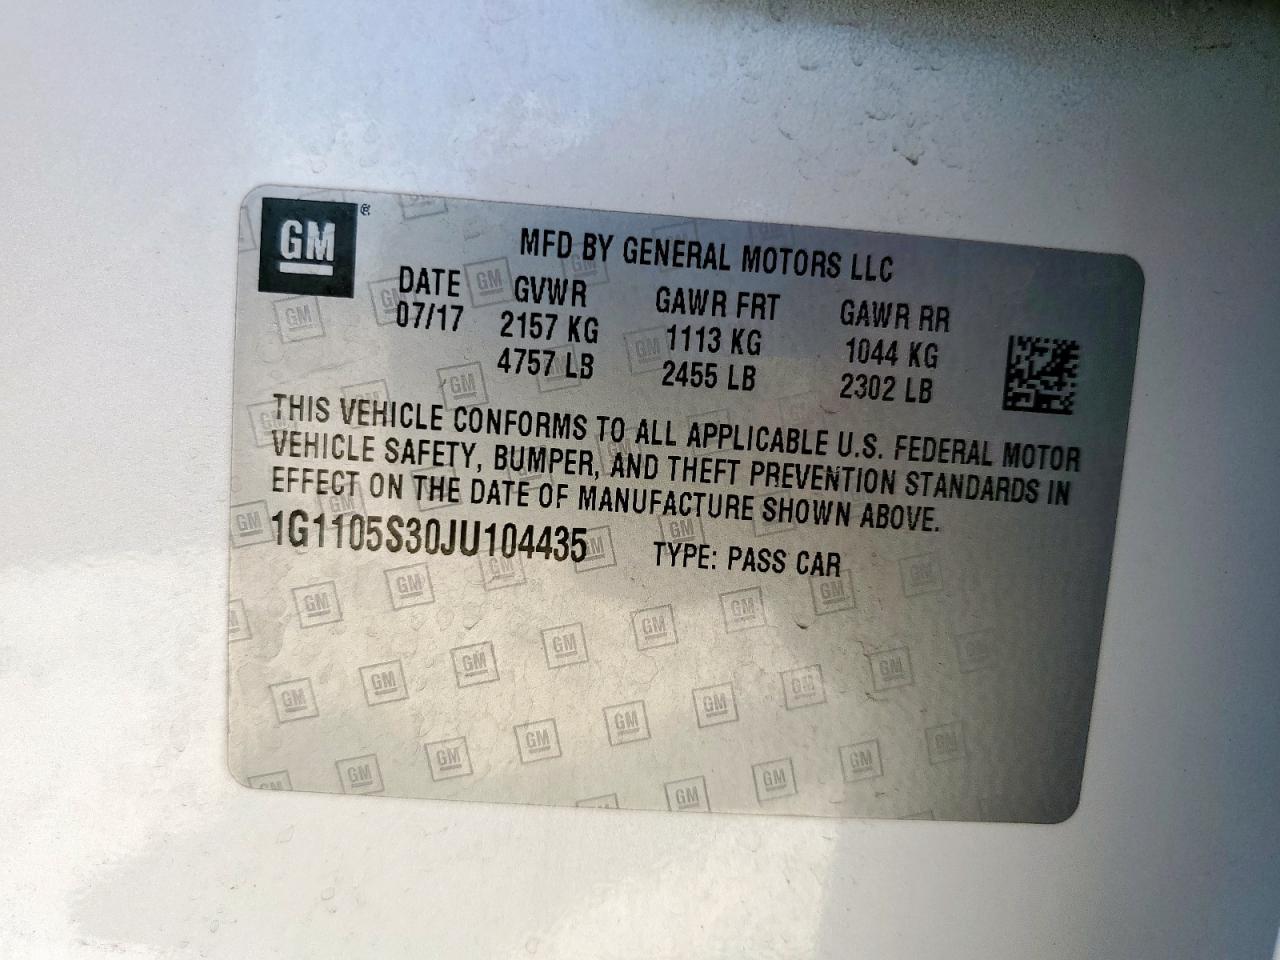 GM ®
MFD BY GENERAL MOTORS LLC
DATE GVWR GAWR FRT GAWR RR
07/17 2157 KG 1113 KG 1044 KG
4757 LB 2455 LB 2302 LB
THIS VEHICLE CONFORMS TO ALL APPLICABLE U.S. FEDERAL MOTOR
VEHICLE SAFETY, BUMPER, AND THEFT PREVENTION STANDARDS IN
EFFECT ON THE DATE OF MANUFACTURE SHOWN ABOVE.
1G1105S30JU104435 TYPE: PASS CAR